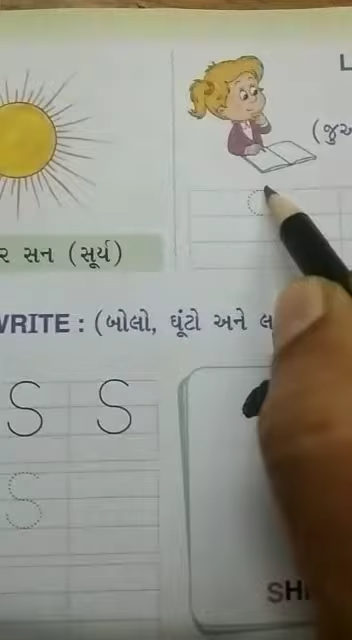 L
(જુઓ
ર સન (સૂર્ય)
WRITE : (બોલો, ઘૂંટો અને લ
S S
S
SH